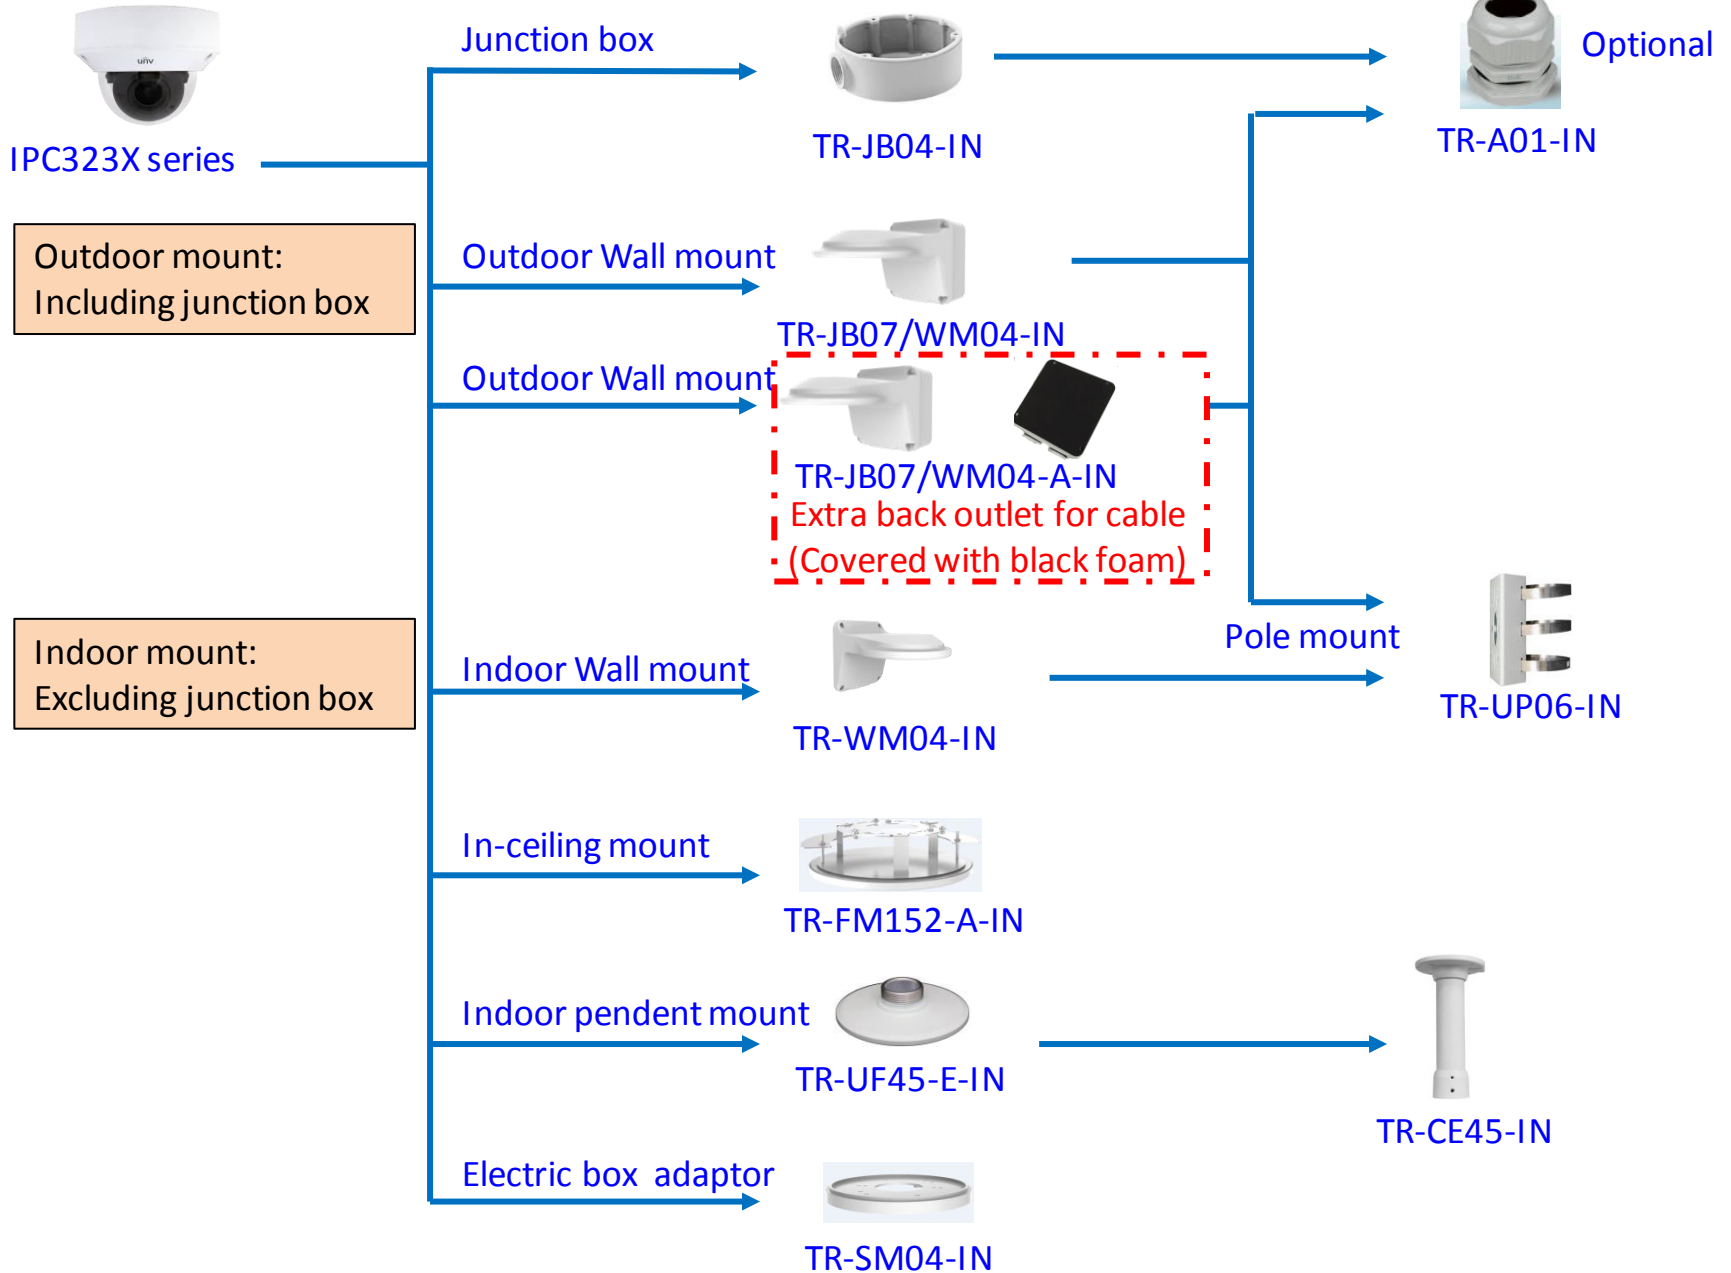 unv
IPC323X series
Junction box
TR-JB04-IN
Optional
TR-A01-IN
Outdoor mount:
Including junction box
Outdoor Wall mount
TR-JB07/WM04-IN
Outdoor Wall mount
TR-JB07/WM04-A-IN
Extra back outlet for cable
(Covered with black foam)
Pole mount
TR-UP06-IN
Indoor mount:
Excluding junction box
Indoor Wall mount
TR-WM04-IN
In-ceiling mount
TR-FM152-A-IN
Indoor pendent mount
TR-UF45-E-IN
TR-CE45-IN
Electric box adaptor
TR-SM04-IN